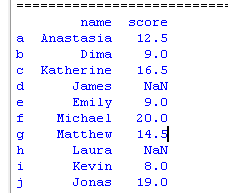 ==============================
name score
a Anastasia 12.5
b Dima 9.0
c Katherine 16.5
d James NaN
e Emily 9.0
f Michael 20.0
g Matthew 14.5
h Laura NaN
i Kevin 8.0
j Jonas 19.0